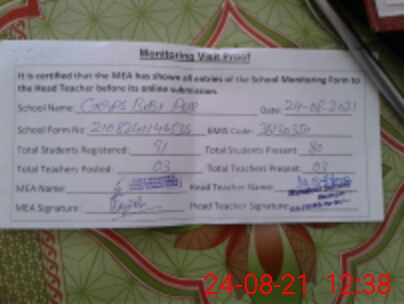 Monitoring Visit Proof
It is certified that the MEA has shown all entries of the School Monitoring Form to
the Head Teacher before its online submission.
School Name: Date: 24-08-2021
School Form No: EMIS Code:
Total Students Registered: 81 Total Students Present: 80
Total Teachers Posted: 03 Total Teachers Present: 03
MEA Name: Head Teacher Name:
MEA Signature: Head Teacher Signature:
24-08-21 12:38